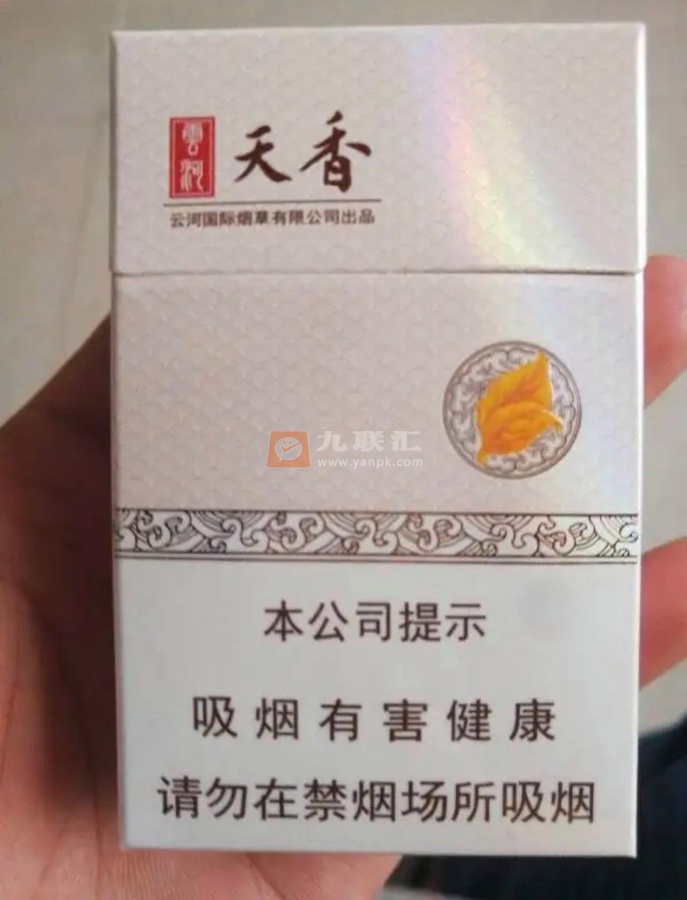 雲河
天香
云河国际烟草有限公司出品
九联汇
www.yanpk.com
本公司提示
吸烟有害健康
请勿在禁烟场所吸烟